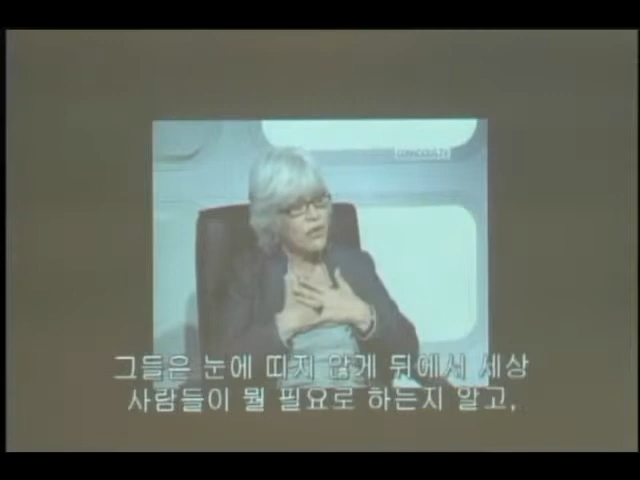 그들은 눈에 띠지 않게 뒤에서 세상
사람들이 뭘 필요로 하는지 알고,